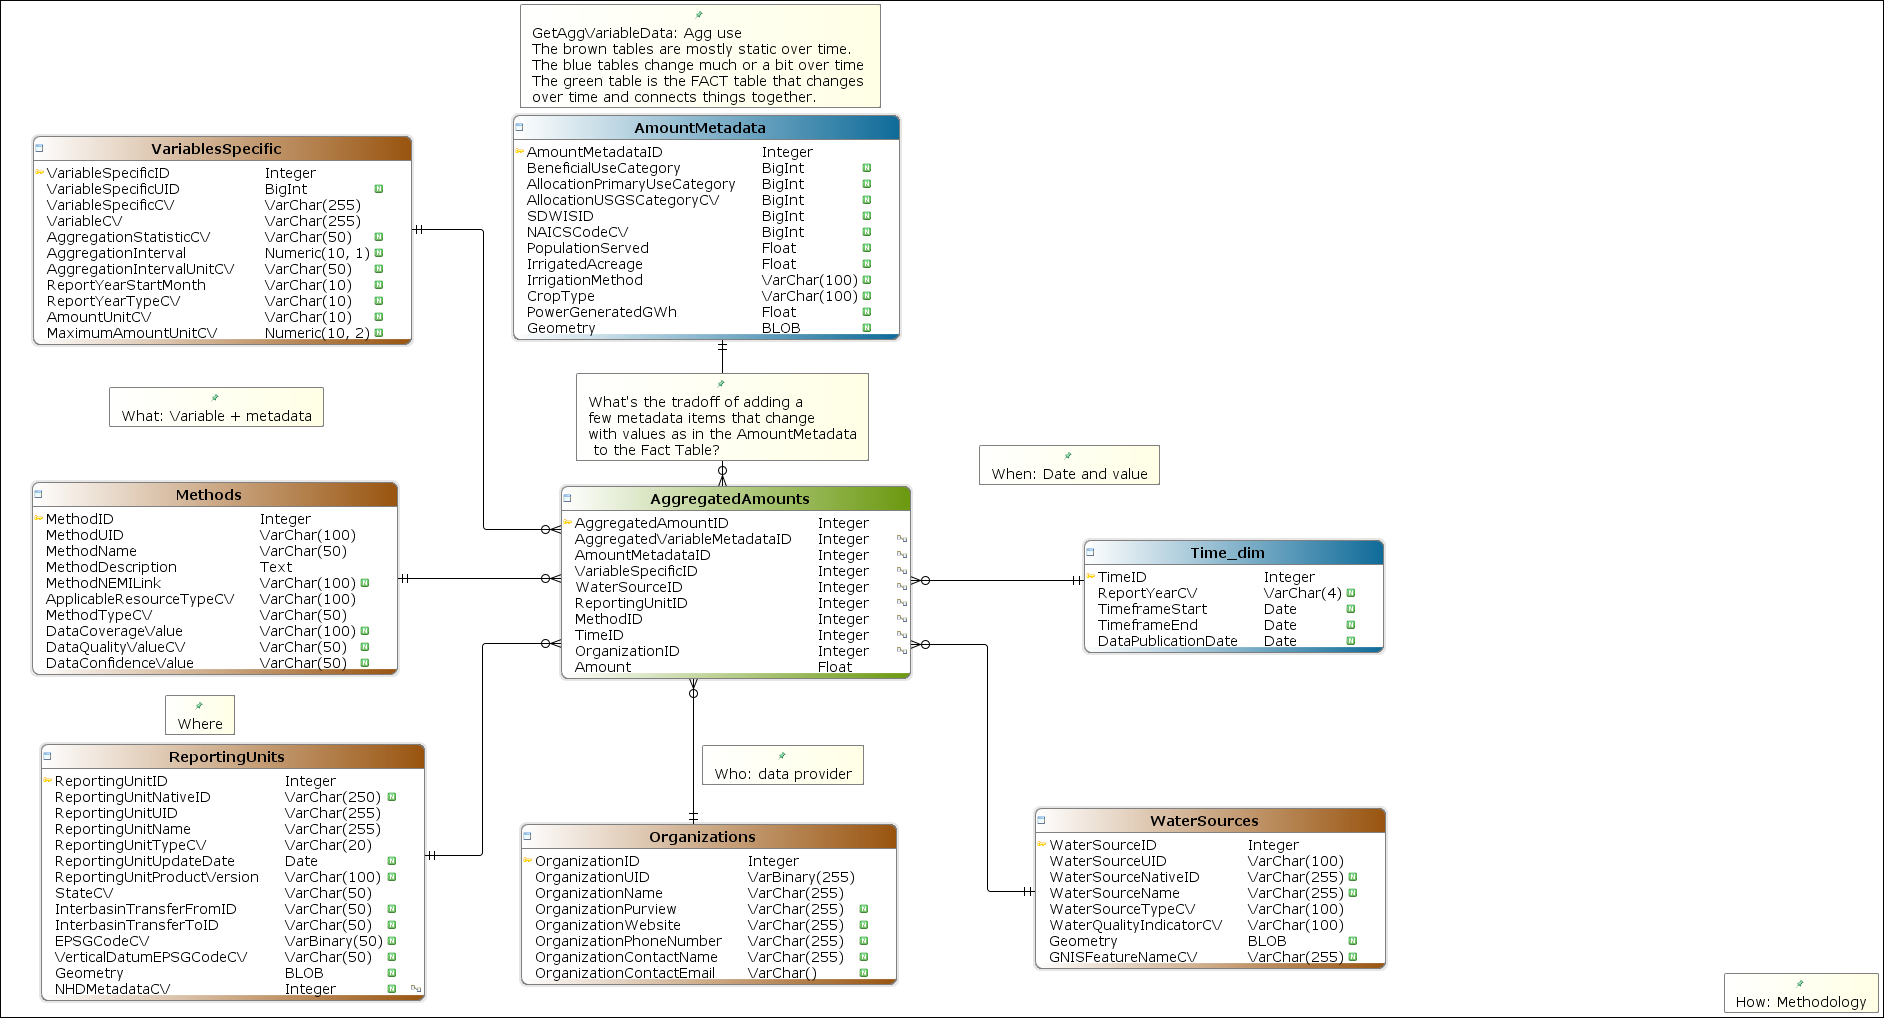 GetAggVariableData: Agg use
The brown tables are mostly static over time.
The blue tables change much or a bit over time
The green table is the FACT table that changes
over time and connects things together.
VariablesSpecific
VariableSpecificID Integer
VariableSpecificUID BigInt N
VariableSpecificCV VarChar(255)
VariableCV VarChar(255)
AggregationStatisticCV VarChar(50) N
AggregationInterval Numeric(10, 1) N
AggregationIntervalUnitCV VarChar(50) N
ReportYearStartMonth VarChar(10) N
ReportYearTypeCV VarChar(10) N
AmountUnitCV VarChar(10) N
MaximumAmountUnitCV Numeric(10, 2) N
AmountMetadata
AmountMetadataID Integer
BeneficialUseCategory BigInt N
AllocationPrimaryUseCategory BigInt N
AllocationUSGSCategoryCV BigInt N
SDWISID BigInt N
NAICSCodeCV BigInt N
PopulationServed Float N
IrrigatedAcreage Float N
IrrigationMethod VarChar(100) N
CropType VarChar(100) N
PowerGeneratedGWh Float N
Geometry BLOB N
What: Variable + metadata
What's the tradoff of adding a
few metadata items that change
with values as in the AmountMetadata
to the Fact Table?
When: Date and value
Methods
MethodID Integer
MethodUID VarChar(100)
MethodName VarChar(50)
MethodDescription Text
MethodNEMILink VarChar(100) N
ApplicableResourceTypeCV VarChar(100)
MethodTypeCV VarChar(50)
DataCoverageValue VarChar(100) N
DataQualityValueCV VarChar(50) N
DataConfidenceValue VarChar(50) N
AggregatedAmounts
AggregatedAmountID Integer
AggregatedVariableMetadataID Integer
AmountMetadataID Integer
VariableSpecificID Integer
WaterSourceID Integer
ReportingUnitID Integer
MethodID Integer
TimeID Integer
OrganizationID Integer
Amount Float
Time_dim
TimeID Integer
ReportYearCV VarChar(4) N
TimeframeStart Date N
TimeframeEnd Date N
DataPublicationDate Date N
Where
ReportingUnits
ReportingUnitID Integer
ReportingUnitNativeID VarChar(250) N
ReportingUnitUID VarChar(255)
ReportingUnitName VarChar(255)
ReportingUnitTypeCV VarChar(20)
ReportingUnitUpdateDate Date N
ReportingUnitProductVersion VarChar(100) N
StateCV VarChar(50)
InterbasinTransferFromID VarChar(50) N
InterbasinTransferToID VarChar(50) N
EPSGCodeCV VarBinary(50) N
VerticalDatumEPSGCodeCV VarChar(50) N
Geometry BLOB N
NHDMetadataCV Integer N
Who: data provider
Organizations
OrganizationID Integer
OrganizationUID VarBinary(255)
OrganizationName VarChar(255)
OrganizationPurview VarChar(255) N
OrganizationWebsite VarChar(255) N
OrganizationPhoneNumber VarChar(255) N
OrganizationContactName VarChar(255) N
OrganizationContactEmail VarChar() N
WaterSources
WaterSourceID Integer
WaterSourceUID VarChar(100)
WaterSourceNativeID VarChar(255) N
WaterSourceName VarChar(255) N
WaterSourceTypeCV VarChar(100)
WaterQualityIndicatorCV VarChar(100)
Geometry BLOB N
GNISFeatureNameCV VarChar(255) N
How: Methodology